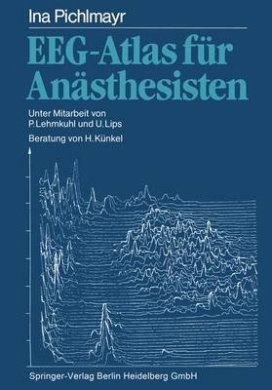 Ina Pichlmayr
EEG-Atlas für
Anästhesisten
Unter Mitarbeit von
P.Lehmkuhl und U.Lips
Beratung von H.Künkel
Springer-Verlag Berlin Heidelberg GmbH